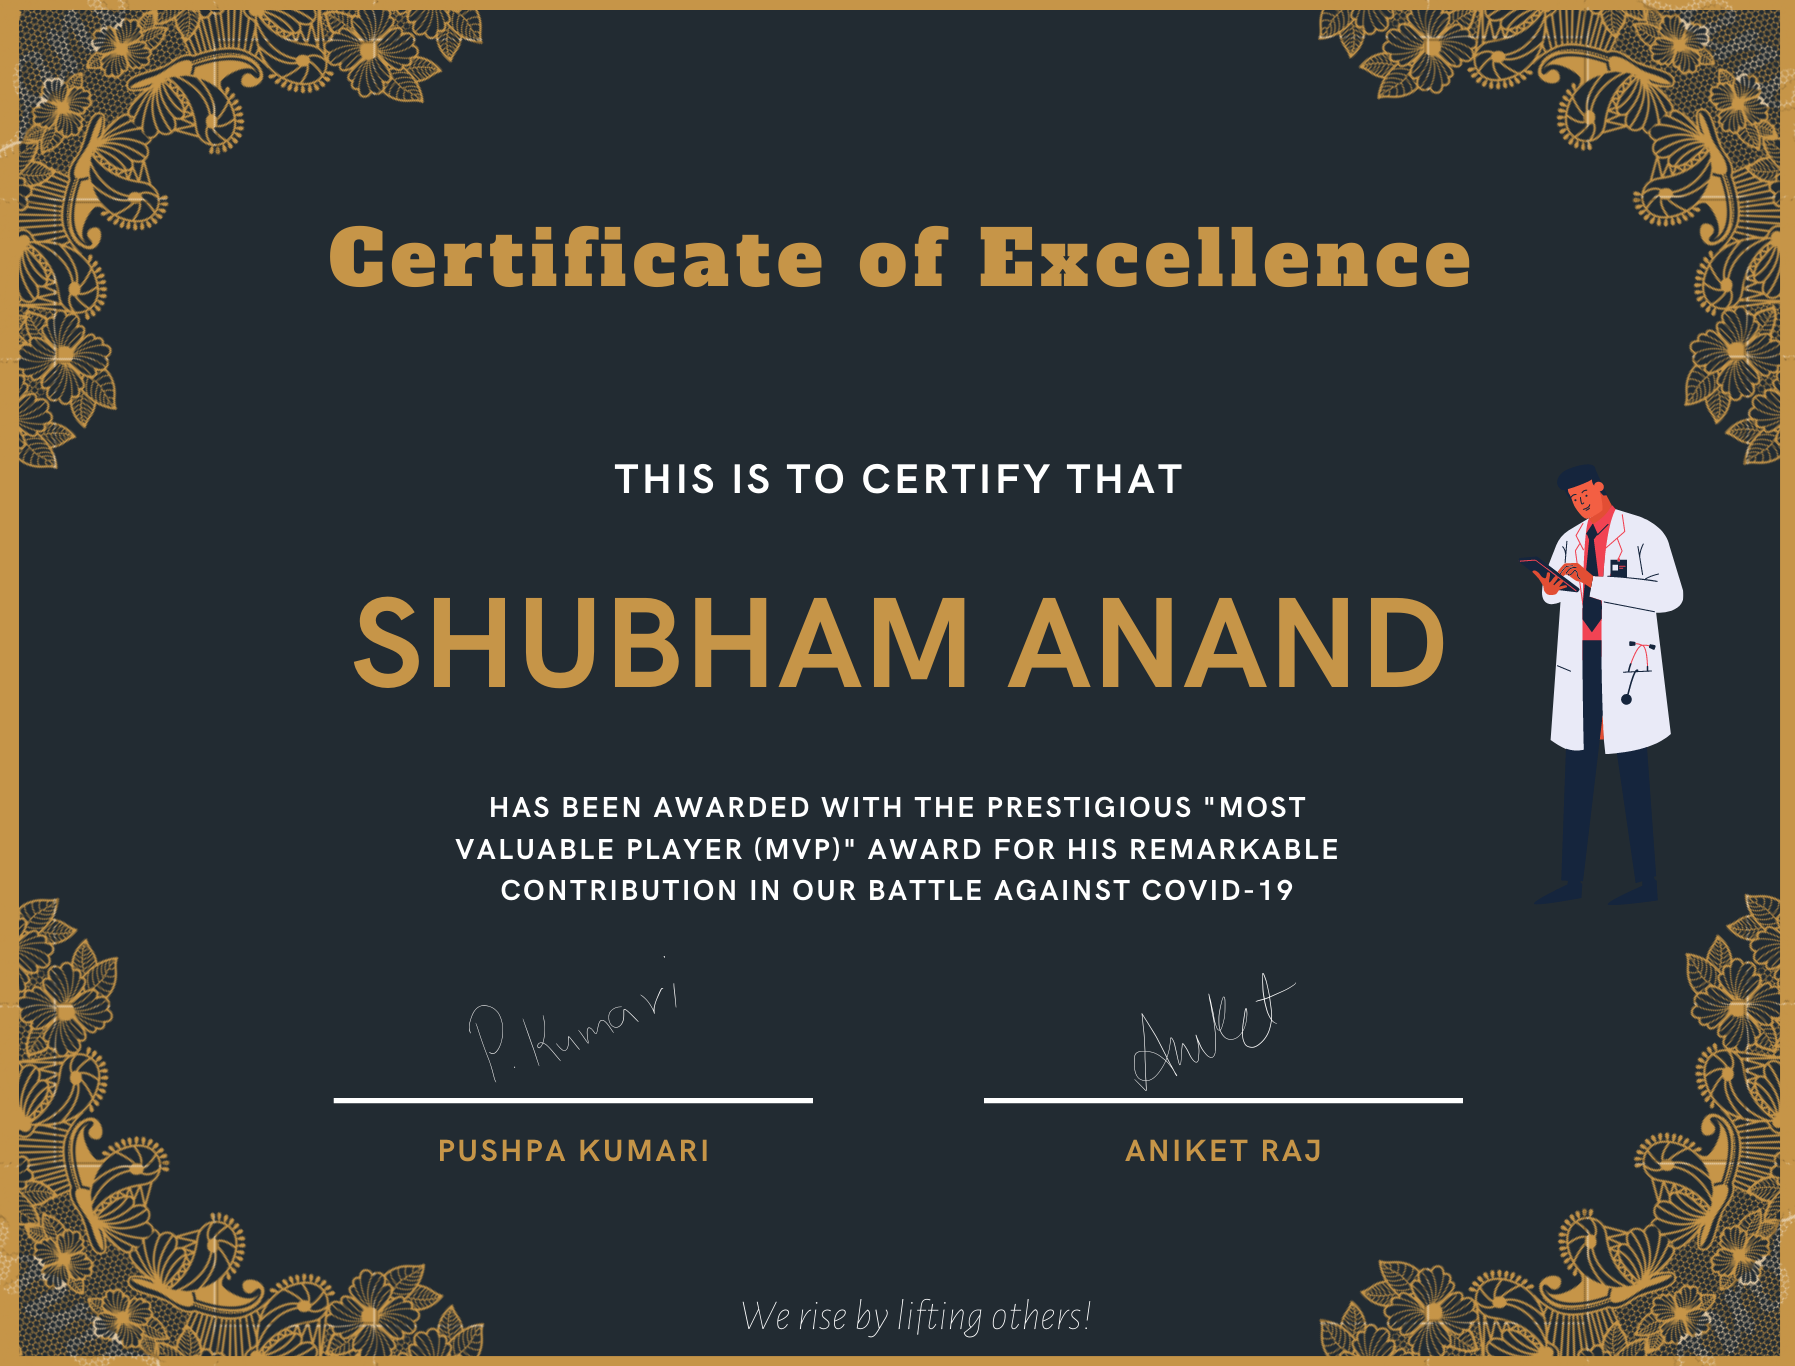 Certificate of Excellence
THIS IS TO CERTIFY THAT
SHUBHAM ANAND
HAS BEEN AWARDED WITH THE PRESTIGIOUS "MOST
VALUABLE PLAYER (MVP)" AWARD FOR HIS REMARKABLE
CONTRIBUTION IN OUR BATTLE AGAINST COVID-19
P. Kumari
Aniket
PUSHPA KUMARI
ANIKET RAJ
We rise by lifting others!